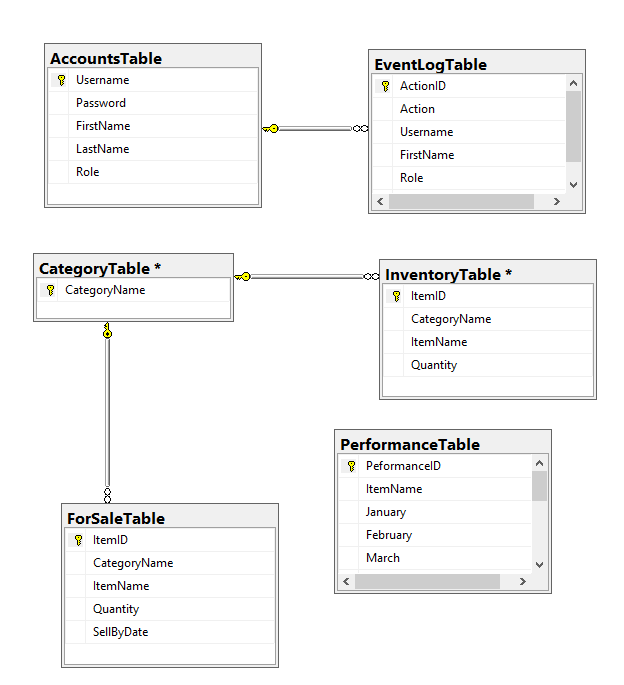 AccountsTable
Username
Password
FirstName
LastName
Role
EventLogTable
ActionID
Action
Username
FirstName
Role
CategoryTable *
CategoryName
InventoryTable *
ItemID
CategoryName
ItemName
Quantity
PerformanceTable
PeformanceID
ItemName
January
February
March
ForSaleTable
ItemID
CategoryName
ItemName
Quantity
SellByDate